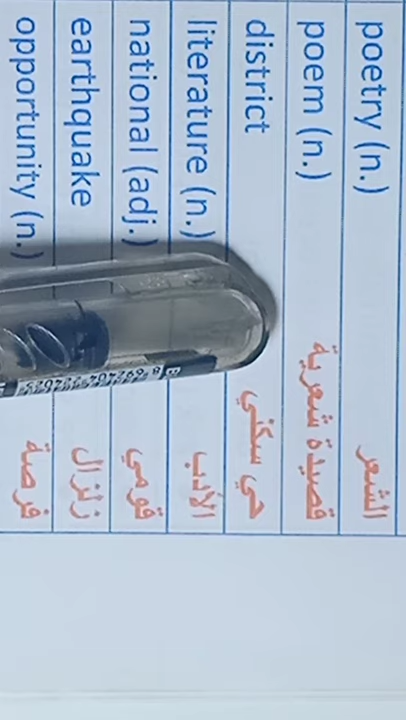 poetry (n.) الشعر
poem (n.) قصيدة شعرية
district حي سكني
literature (n.) الأدب
national (adj.) قومي
earthquake زلزال
opportunity (n.) فرصة